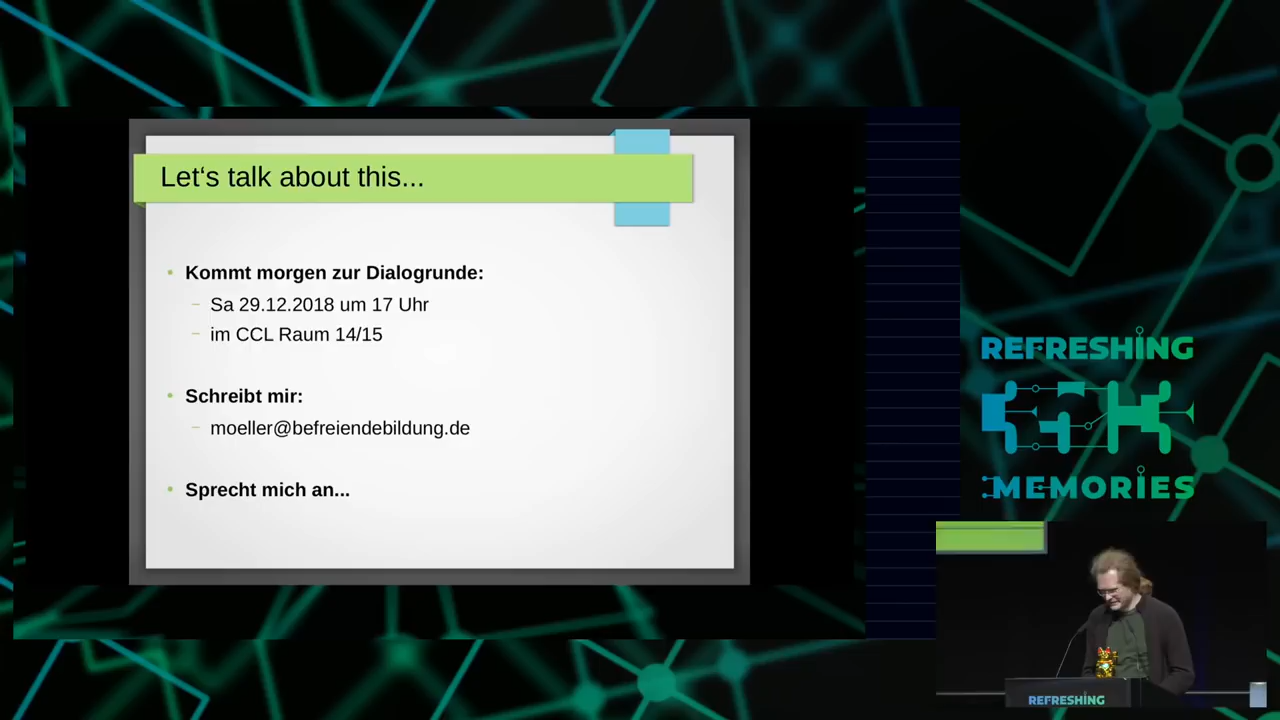 Let‘s talk about this...
Kommt morgen zur Dialogrunde:
Sa 29.12.2018 um 17 Uhr
im CCL Raum 14/15
Schreibt mir:
moeller@befreiendebildung.de
Sprecht mich an...
REFRESHING
35C3
MEMORIES
REFRESHING